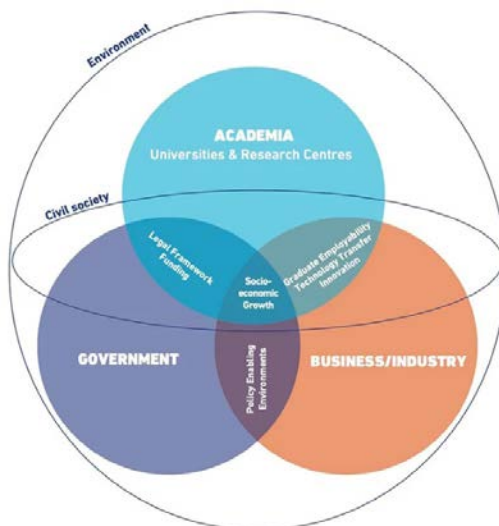 Environment
ACADEMIA
Universities & Research Centres
Civil society
Legal Framework
Funding
Graduate Employability
Technology Transfer
Innovation
Socio-
economic
Growth
GOVERNMENT
BUSINESS/INDUSTRY
Policy Enabling
Environments